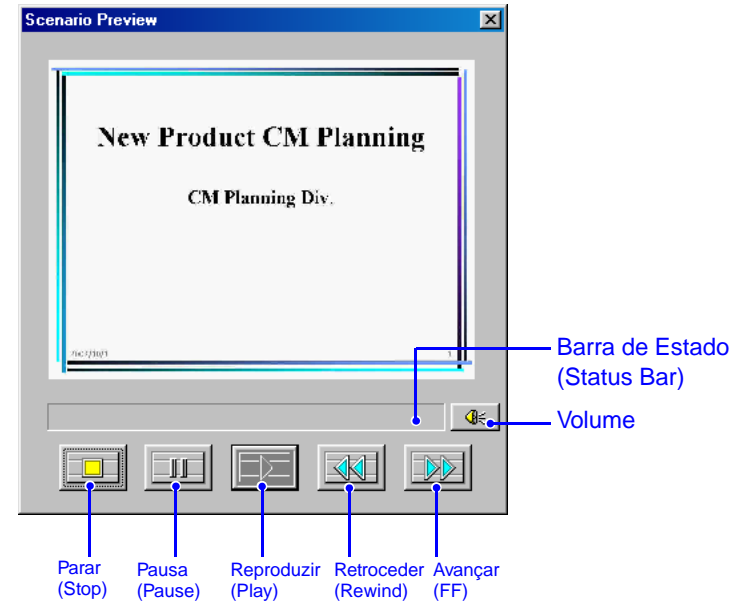 Scenario Preview
New Product CM Planning
CM Planning Div.
1
Barra de Estado
(Status Bar)
Volume
Parar
(Stop)
Pausa
(Pause)
Reproduzir
(Play)
Retroceder
(Rewind)
Avançar
(FF)